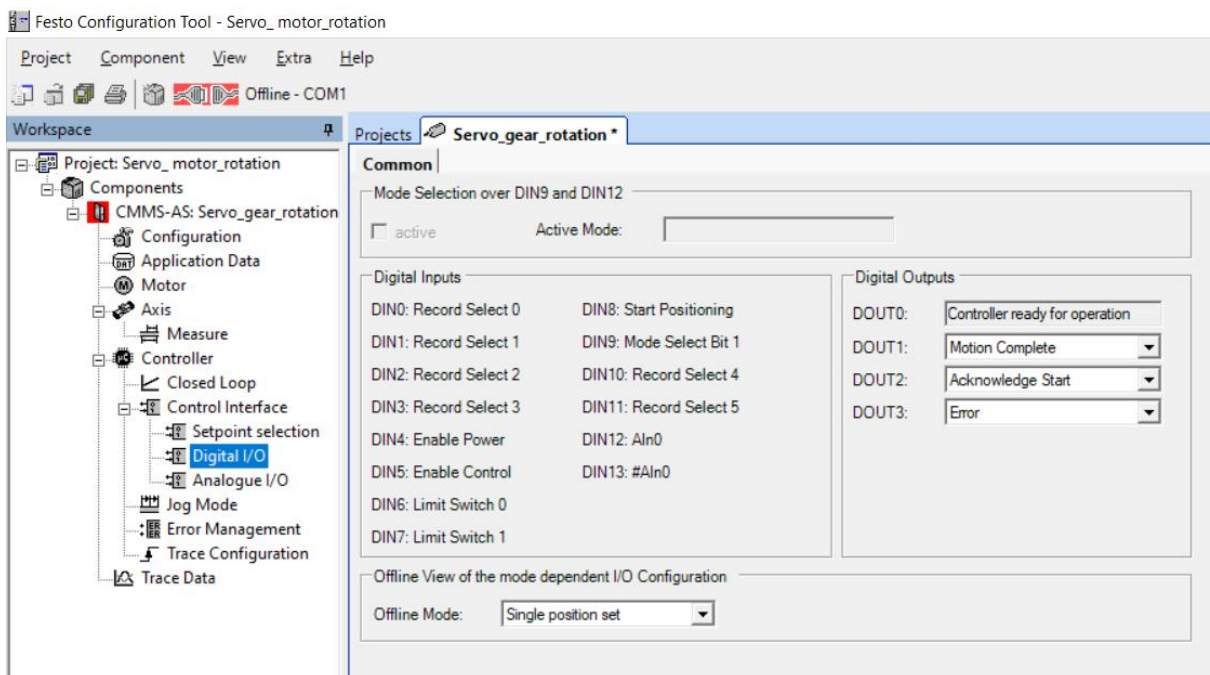 Festo Configuration Tool - Servo_ motor_rotation
Project Component View Extra Help
Offline - COM1
Workspace
Project: Servo_ motor_rotation
Components
CMMS-AS: Servo_gear_rotation
Configuration
Application Data
Motor
Axis
Measure
Controller
Closed Loop
Control Interface
Setpoint selection
Digital I/O
Analogue I/O
Jog Mode
Error Management
Trace Configuration
Trace Data
Projects Servo_gear_rotation *
Common
Mode Selection over DIN9 and DIN12
active Active Mode:
Digital Inputs
DIN0: Record Select 0 DIN8: Start Positioning
DIN1: Record Select 1 DIN9: Mode Select Bit 1
DIN2: Record Select 2 DIN10: Record Select 4
DIN3: Record Select 3 DIN11: Record Select 5
DIN4: Enable Power DIN12: AIn0
DIN5: Enable Control DIN13: #AIn0
DIN6: Limit Switch 0
DIN7: Limit Switch 1
Digital Outputs
DOUT0: Controller ready for operation
DOUT1: Motion Complete
DOUT2: Acknowledge Start
DOUT3: Error
Offline View of the mode dependent I/O Configuration
Offline Mode: Single position set